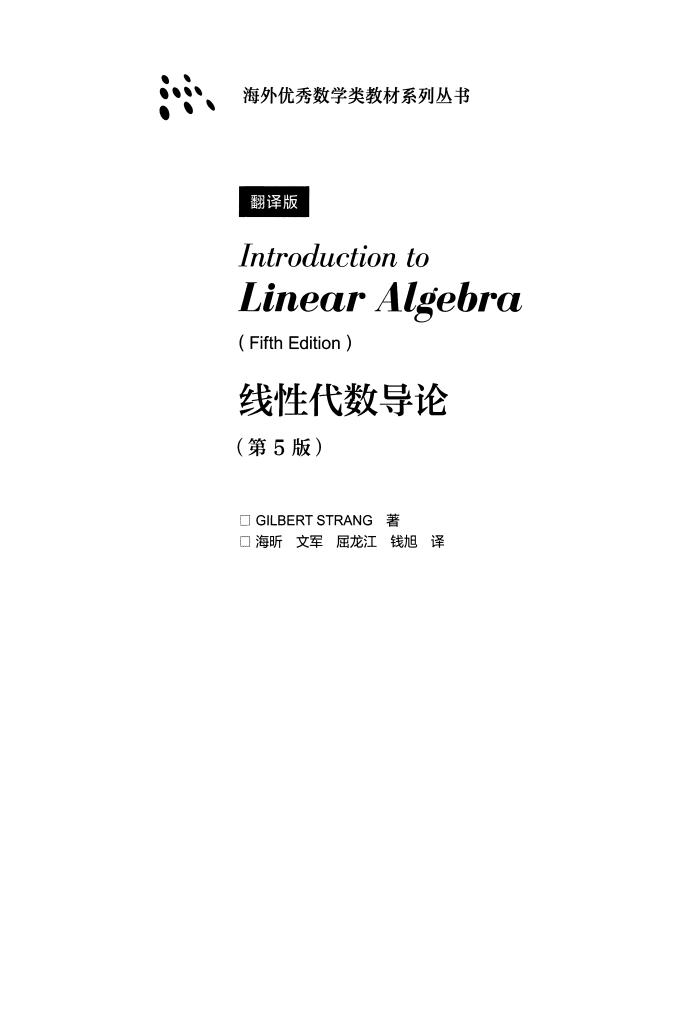 海外优秀数学类教材系列丛书
翻译版
Introduction to
Linear Algebra
( Fifth Edition )
线性代数导论
(第 5 版)
□ GILBERT STRANG 著
□ 海昕 文军 屈龙江 钱旭 译